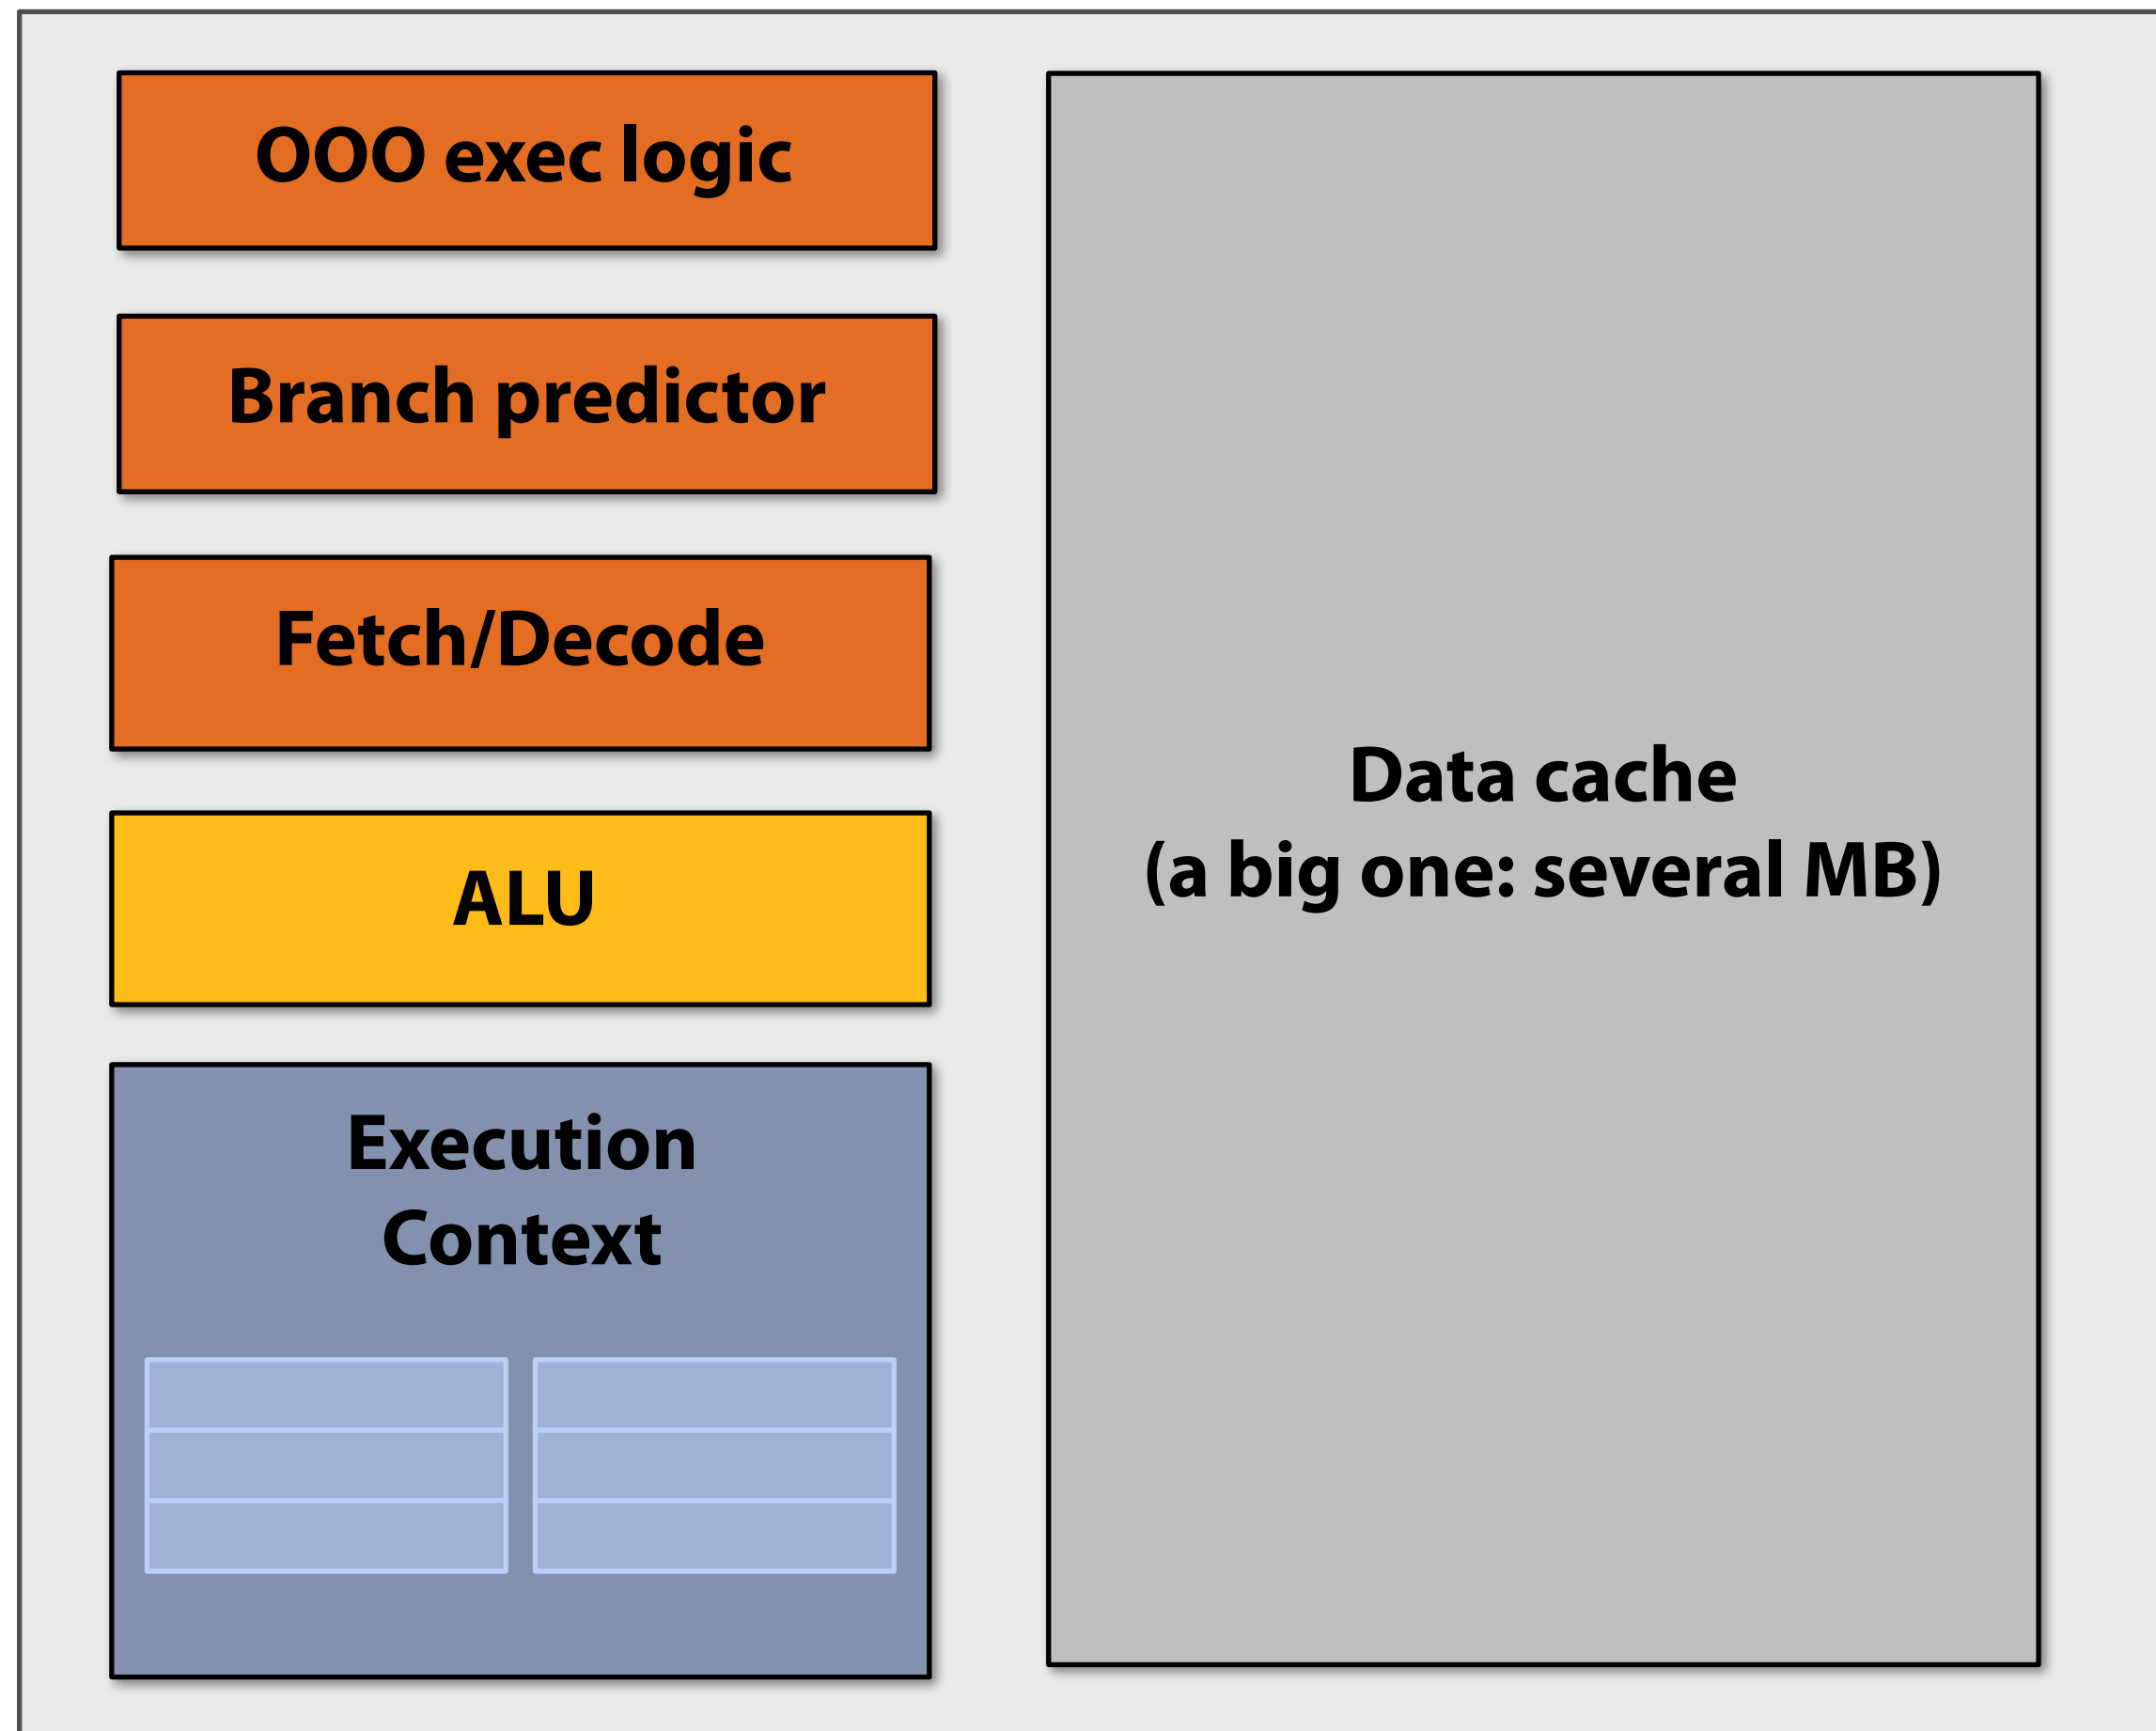 OOO exec logic
Branch predictor
Fetch/Decode
ALU
Execution
Context
Data cache
(a big one: several MB)